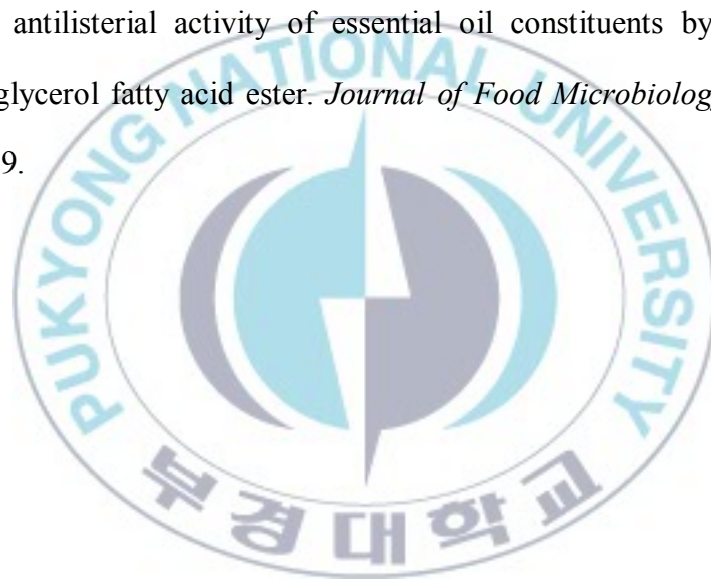 antilisterial activity of essential oil constituents by
glycerol fatty acid ester. Journal of Food Microbiolog
9.
PUKYONG NATIONAL UNIVERSITY
부경대학교